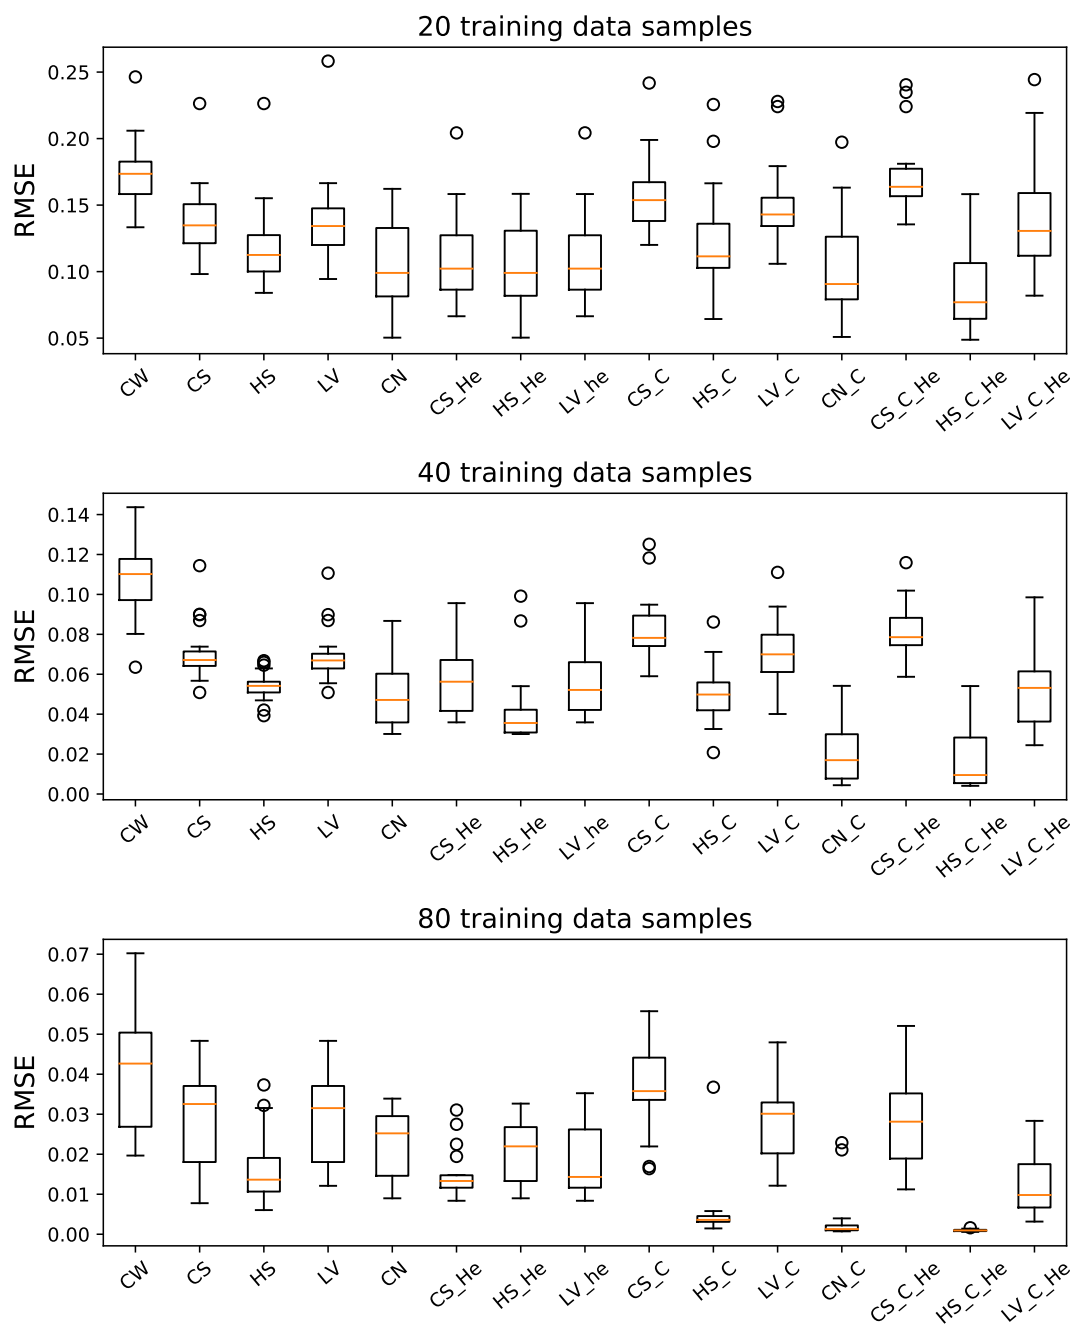 20 training data samples
RMSE
0.25
0.20
0.15
0.10
0.05
CW CS HS LV CN CS_He HS_He LV_he CS_C HS_C LV_C CN_C CS_C_He HS_C_He LV_C_He
40 training data samples
RMSE
0.14
0.12
0.10
0.08
0.06
0.04
0.02
0.00
CW CS HS LV CN CS_He HS_He LV_he CS_C HS_C LV_C CN_C CS_C_He HS_C_He LV_C_He
80 training data samples
RMSE
0.07
0.06
0.05
0.04
0.03
0.02
0.01
0.00
CW CS HS LV CN CS_He HS_He LV_he CS_C HS_C LV_C CN_C CS_C_He HS_C_He LV_C_He